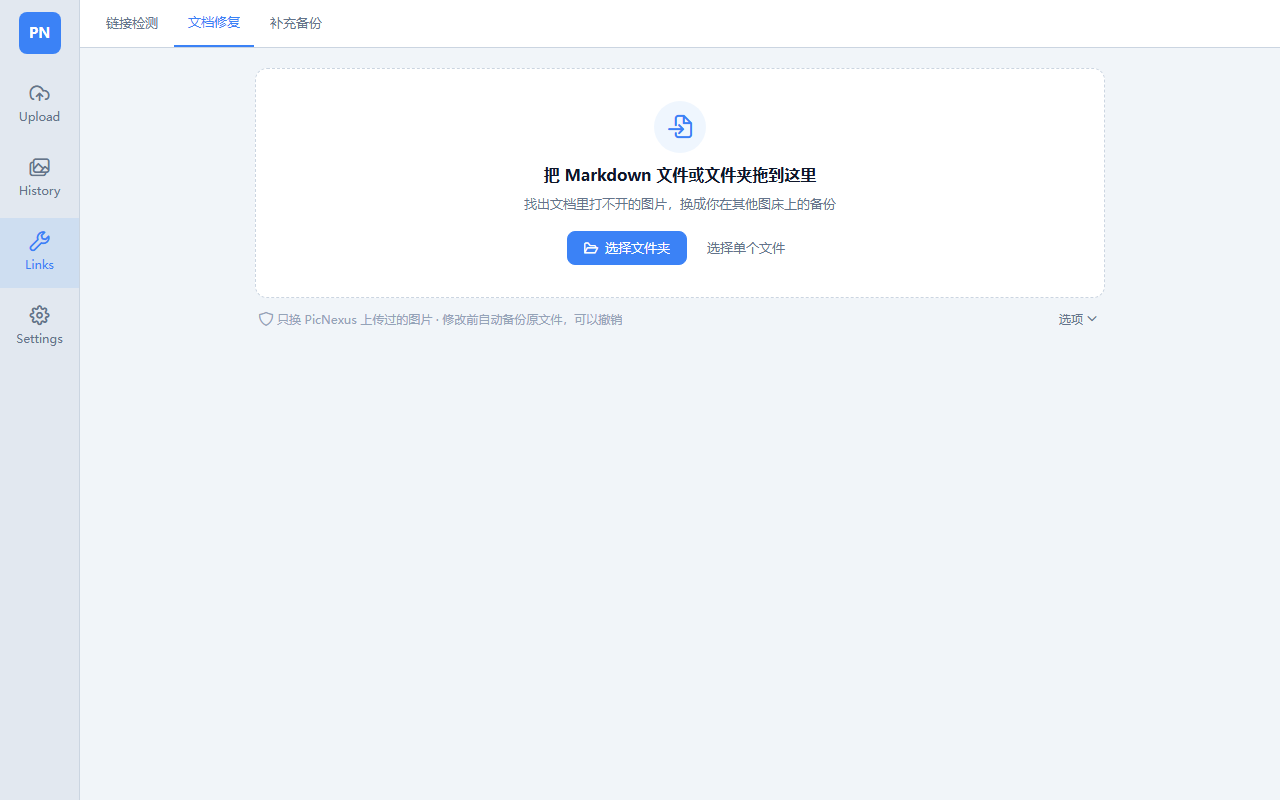 PN
Upload
History
Links
Settings
链接检测
文档修复
补充备份
把 Markdown 文件或文件夹拖到这里
找出文档里打不开的图片，换成你在其他图床上的备份
选择文件夹
选择单个文件
只换 PicNexus 上传过的图片 · 修改前自动备份原文件，可以撤销
选项